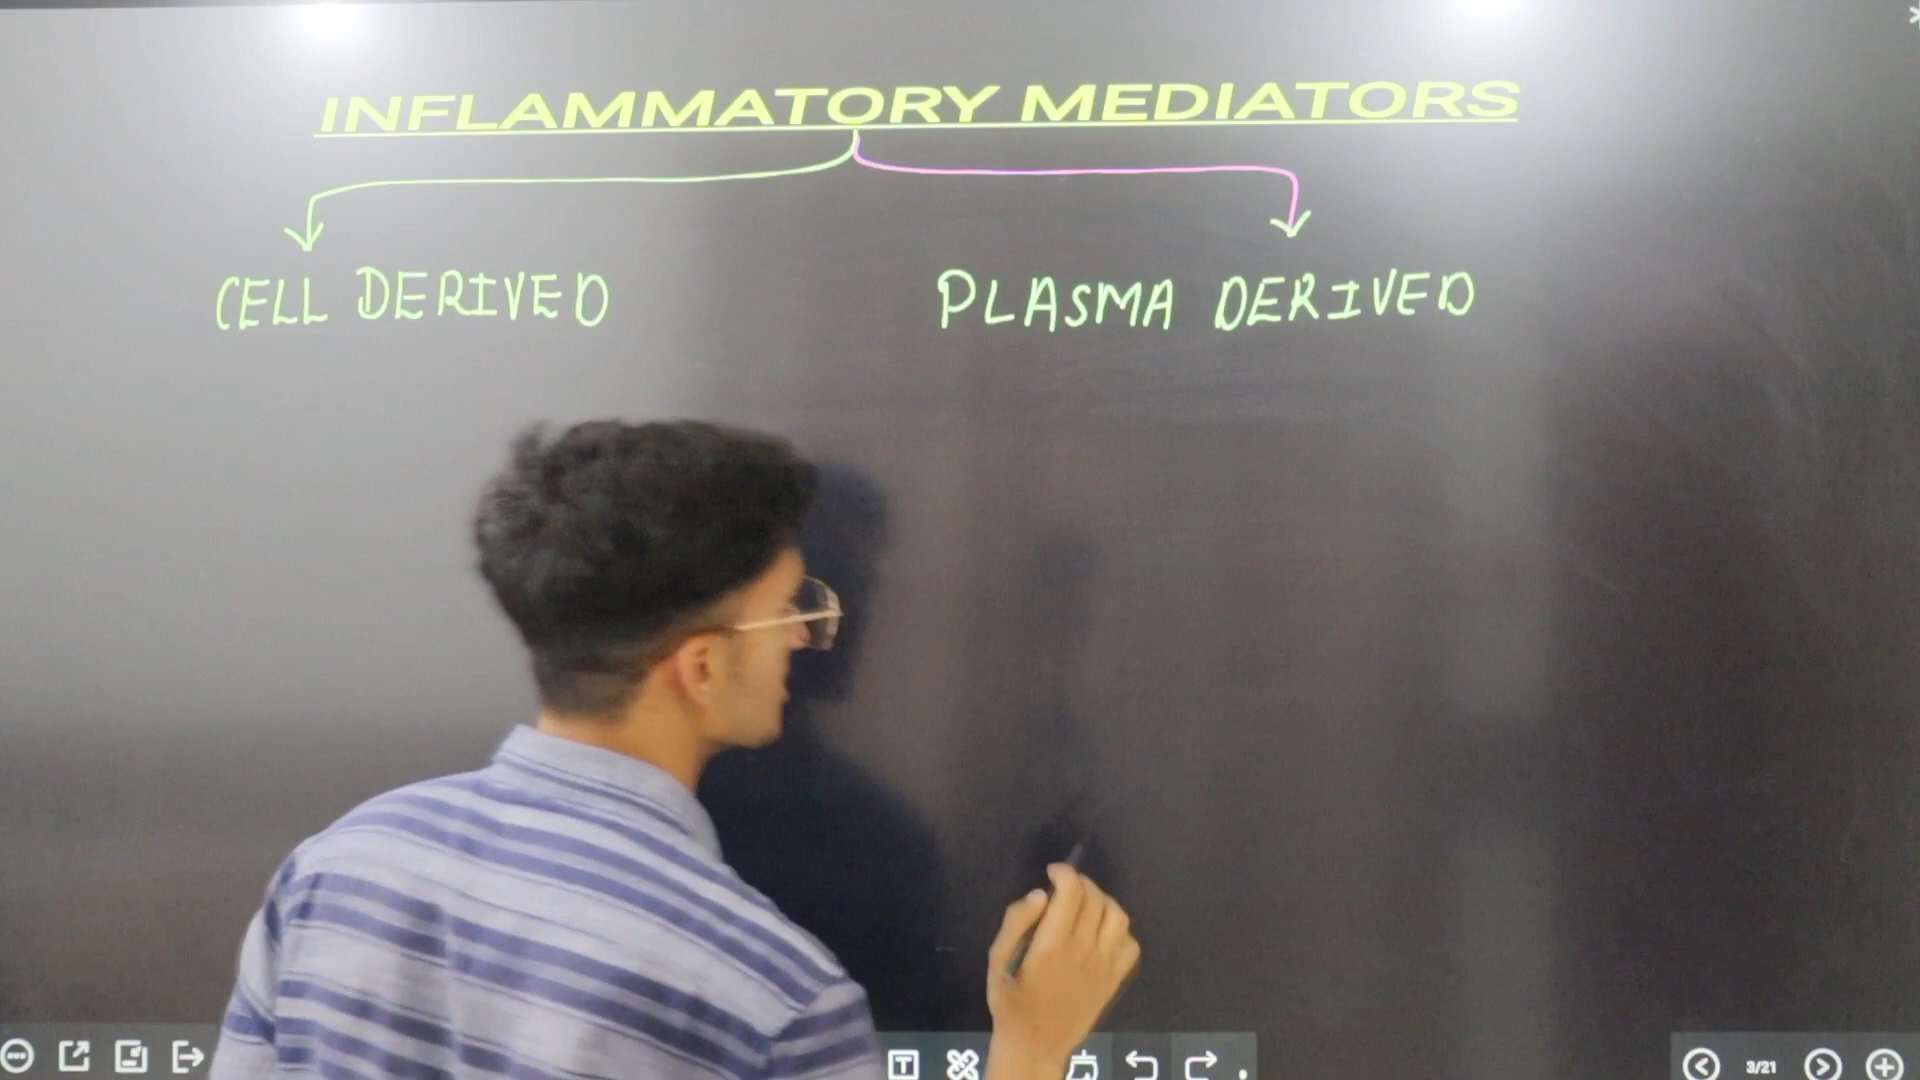 INFLAMMATORY MEDIATORS
CELL DERIVED
PLASMA DERIVED
T
3/21